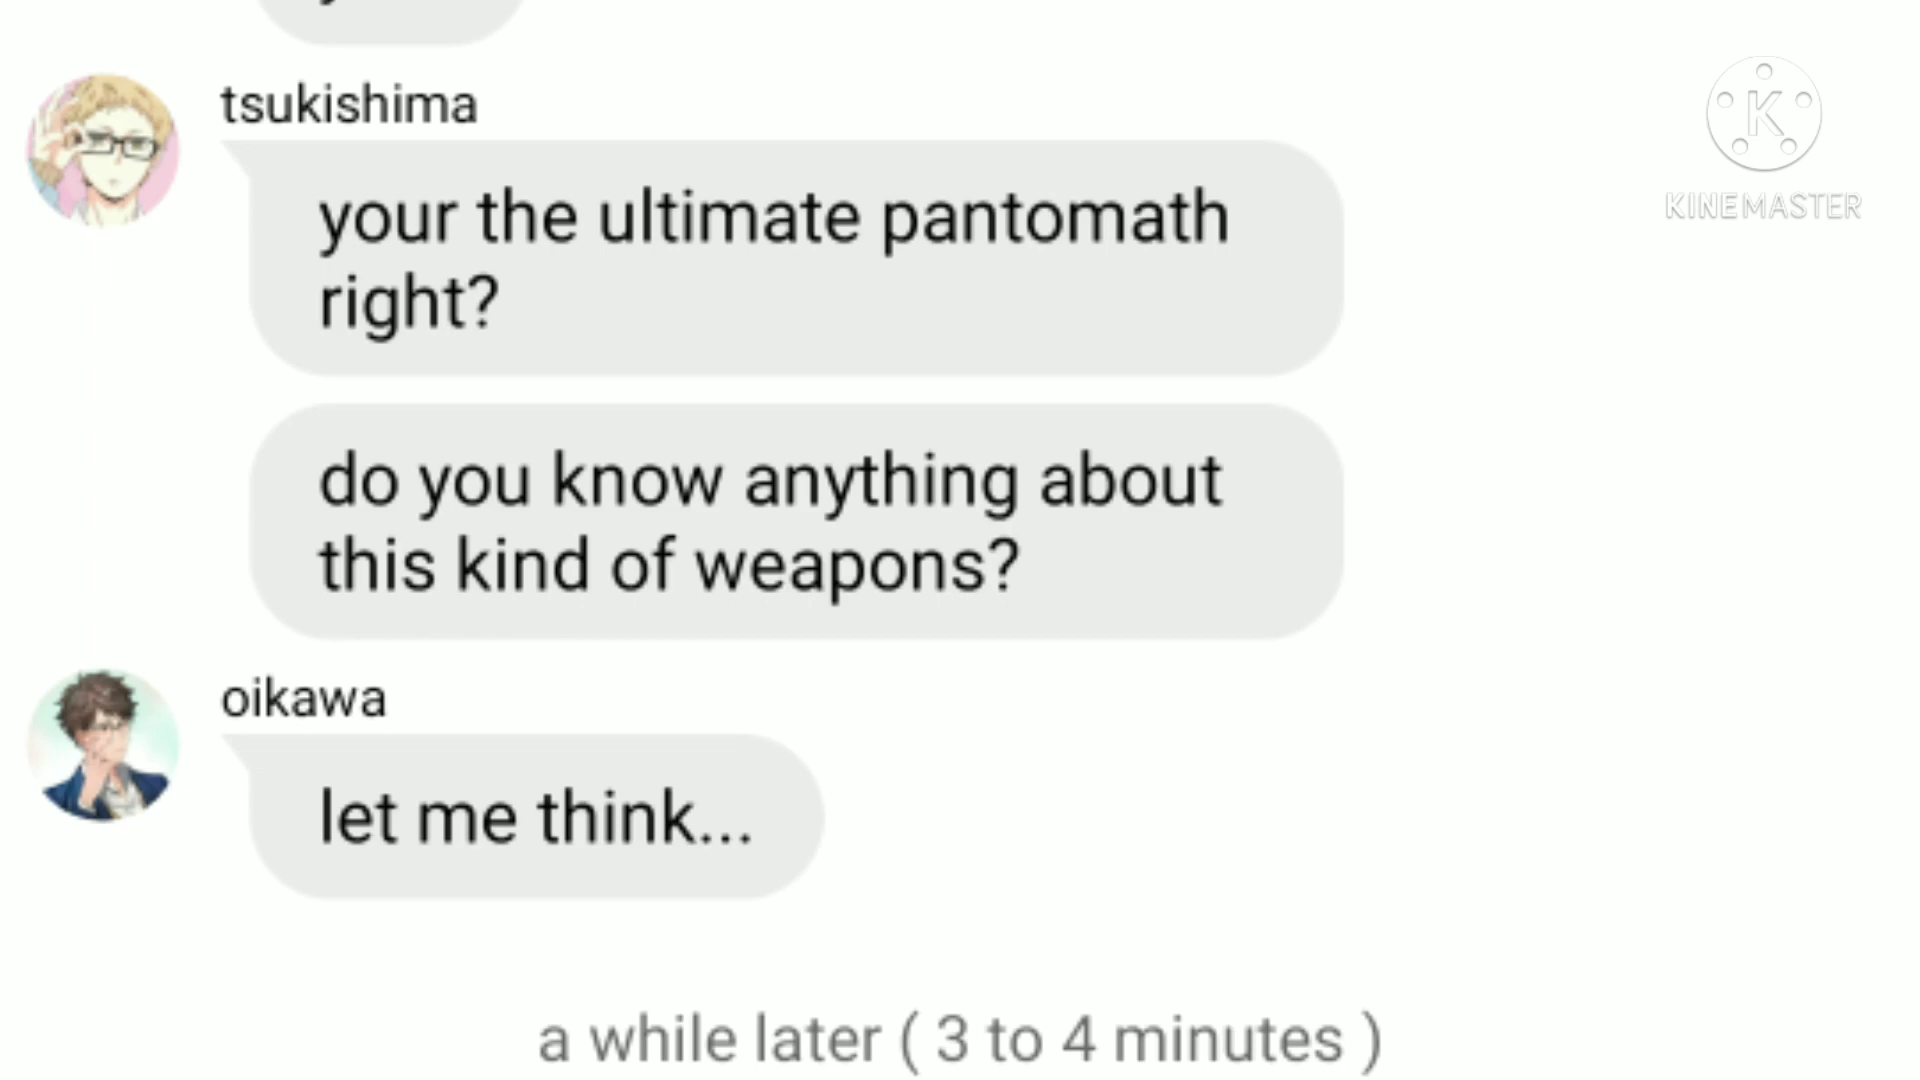 tsukishima
your the ultimate pantomath
right?
do you know anything about
this kind of weapons?
oikawa
let me think...
a while later ( 3 to 4 minutes )
K
KINEMASTER